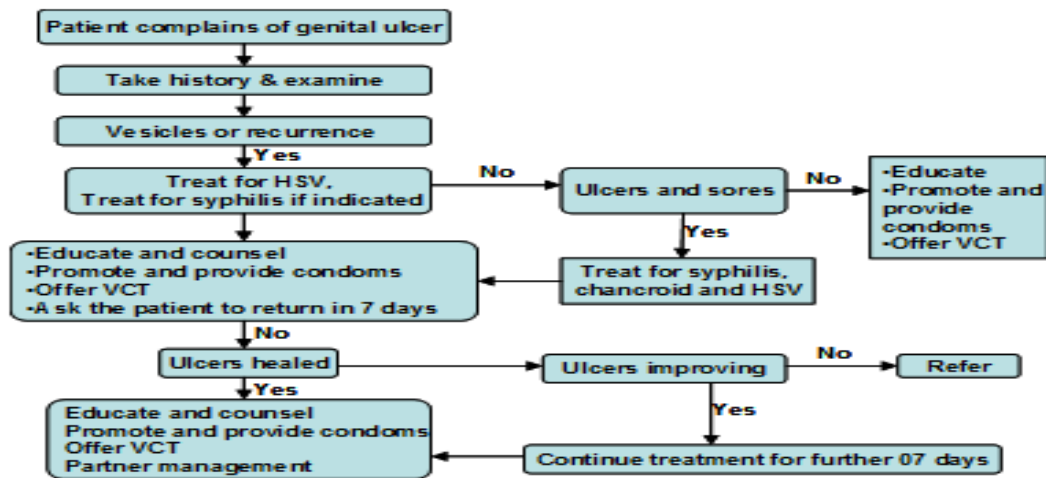 Patient complains of genital ulcer
Take history & examine
Vesicles or recurrence
Yes
Treat for HSV,
Treat for syphilis if indicated
No
Ulcers and sores
No
•Educate
•Promote and
provide
condoms
•Offer VCT
Yes
Treat for syphilis,
chancroid and HSV
•Educate and counsel
•Promote and provide condoms
•Offer VCT
•Ask the patient to return in 7 days
No
Ulcers healed
Ulcers improving
No
Refer
Yes
Educate and counsel
Promote and provide condoms
Offer VCT
Partner management
Yes
Continue treatment for further 07 days